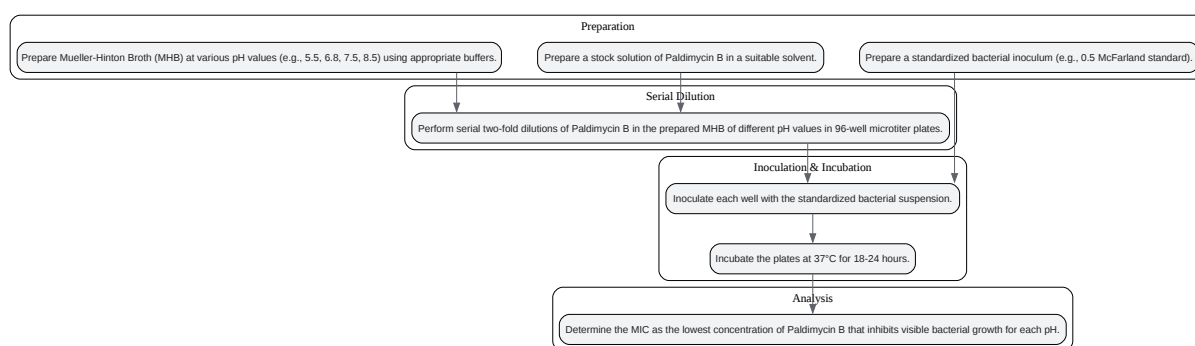 Preparation
Prepare Mueller-Hinton Broth (MHB) at various pH values (e.g., 5.5, 6.8, 7.5, 8.5) using appropriate buffers.
Prepare a stock solution of Paldimycin B in a suitable solvent.
Prepare a standardized bacterial inoculum (e.g., 0.5 McFarland standard).
Serial Dilution
Perform serial two-fold dilutions of Paldimycin B in the prepared MHB of different pH values in 96-well microtiter plates.
Inoculation & Incubation
Inoculate each well with the standardized bacterial suspension.
Incubate the plates at 37°C for 18-24 hours.
Analysis
Determine the MIC as the lowest concentration of Paldimycin B that inhibits visible bacterial growth for each pH.